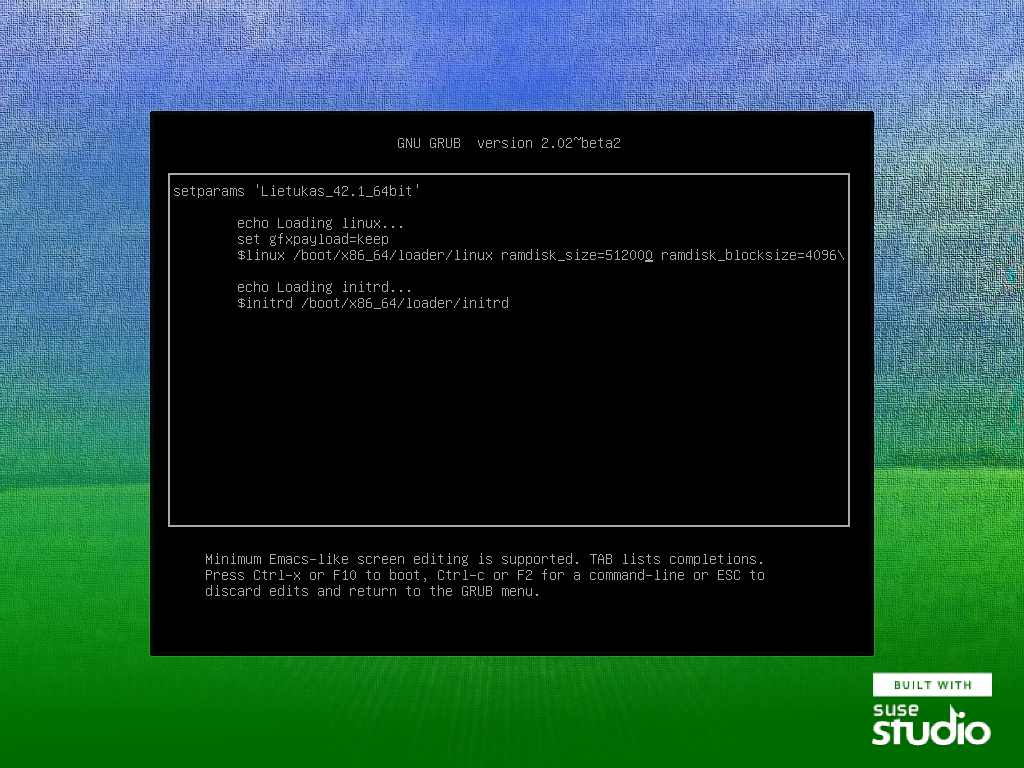 GNU GRUB  version 2.02~beta2
setparams 'Lietukas_42.1_64bit'
echo Loading linux...
set gfxpayload=keep
$linux /boot/x86_64/loader/linux ramdisk_size=512000 ramdisk_blocksize=4096\
echo Loading initrd...
$initrd /boot/x86_64/loader/initrd
Minimum Emacs-like screen editing is supported. TAB lists completions.
Press Ctrl-x or F10 to boot, Ctrl-c or F2 for a command-line or ESC to
discard edits and return to the GRUB menu.
BUILT WITH
suse
studio